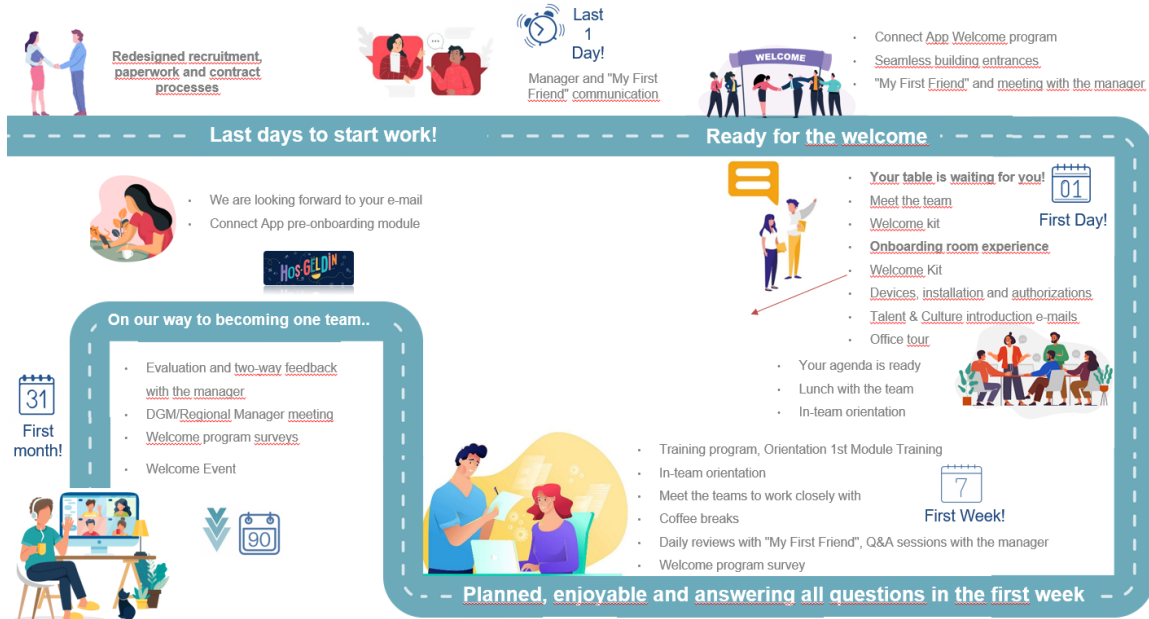 Redesigned recruitment,
paperwork and contract
processes
Last
1
Day!
Manager and "My First
Friend" communication
WELCOME
• Connect App Welcome program
• Seamless building entrances
• "My First Friend" and meeting with the manager
Last days to start work!
Ready for the welcome
• We are looking forward to your e-mail
• Connect App pre-onboarding module
HOŞGELDİN
• Your table is waiting for you!
• Meet the team
• Welcome kit
• Onboarding room experience
• Welcome Kit
• Devices, installation and authorizations
• Talent & Culture introduction e-mails
• Office tour
01
First Day!
• Your agenda is ready
• Lunch with the team
• In-team orientation
• Training program, Orientation 1st Module Training
• In-team orientation
• Meet the teams to work closely with
• Coffee breaks
• Daily reviews with "My First Friend", Q&A sessions with the manager
• Welcome program survey
7
First Week!
Planned, enjoyable and answering all questions in the first week
On our way to becoming one team..
• Evaluation and two-way feedback
with the manager
• DGM/Regional Manager meeting
• Welcome program surveys
• Welcome Event
31
First
month!
90